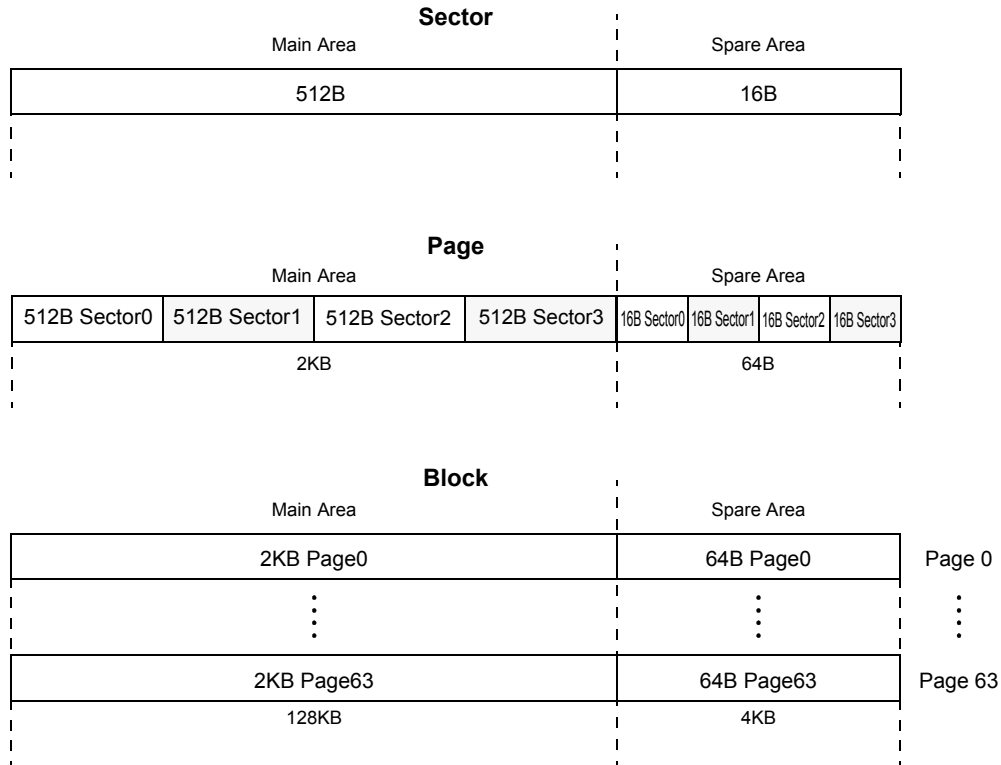 Sector
Main Area Spare Area
512B 16B
Page
Main Area Spare Area
512B Sector0 512B Sector1 512B Sector2 512B Sector3 16B Sector0 16B Sector1 16B Sector2 16B Sector3
2KB 64B
Block
Main Area Spare Area
2KB Page0 64B Page0 Page 0
2KB Page63 64B Page63 Page 63
128KB 4KB